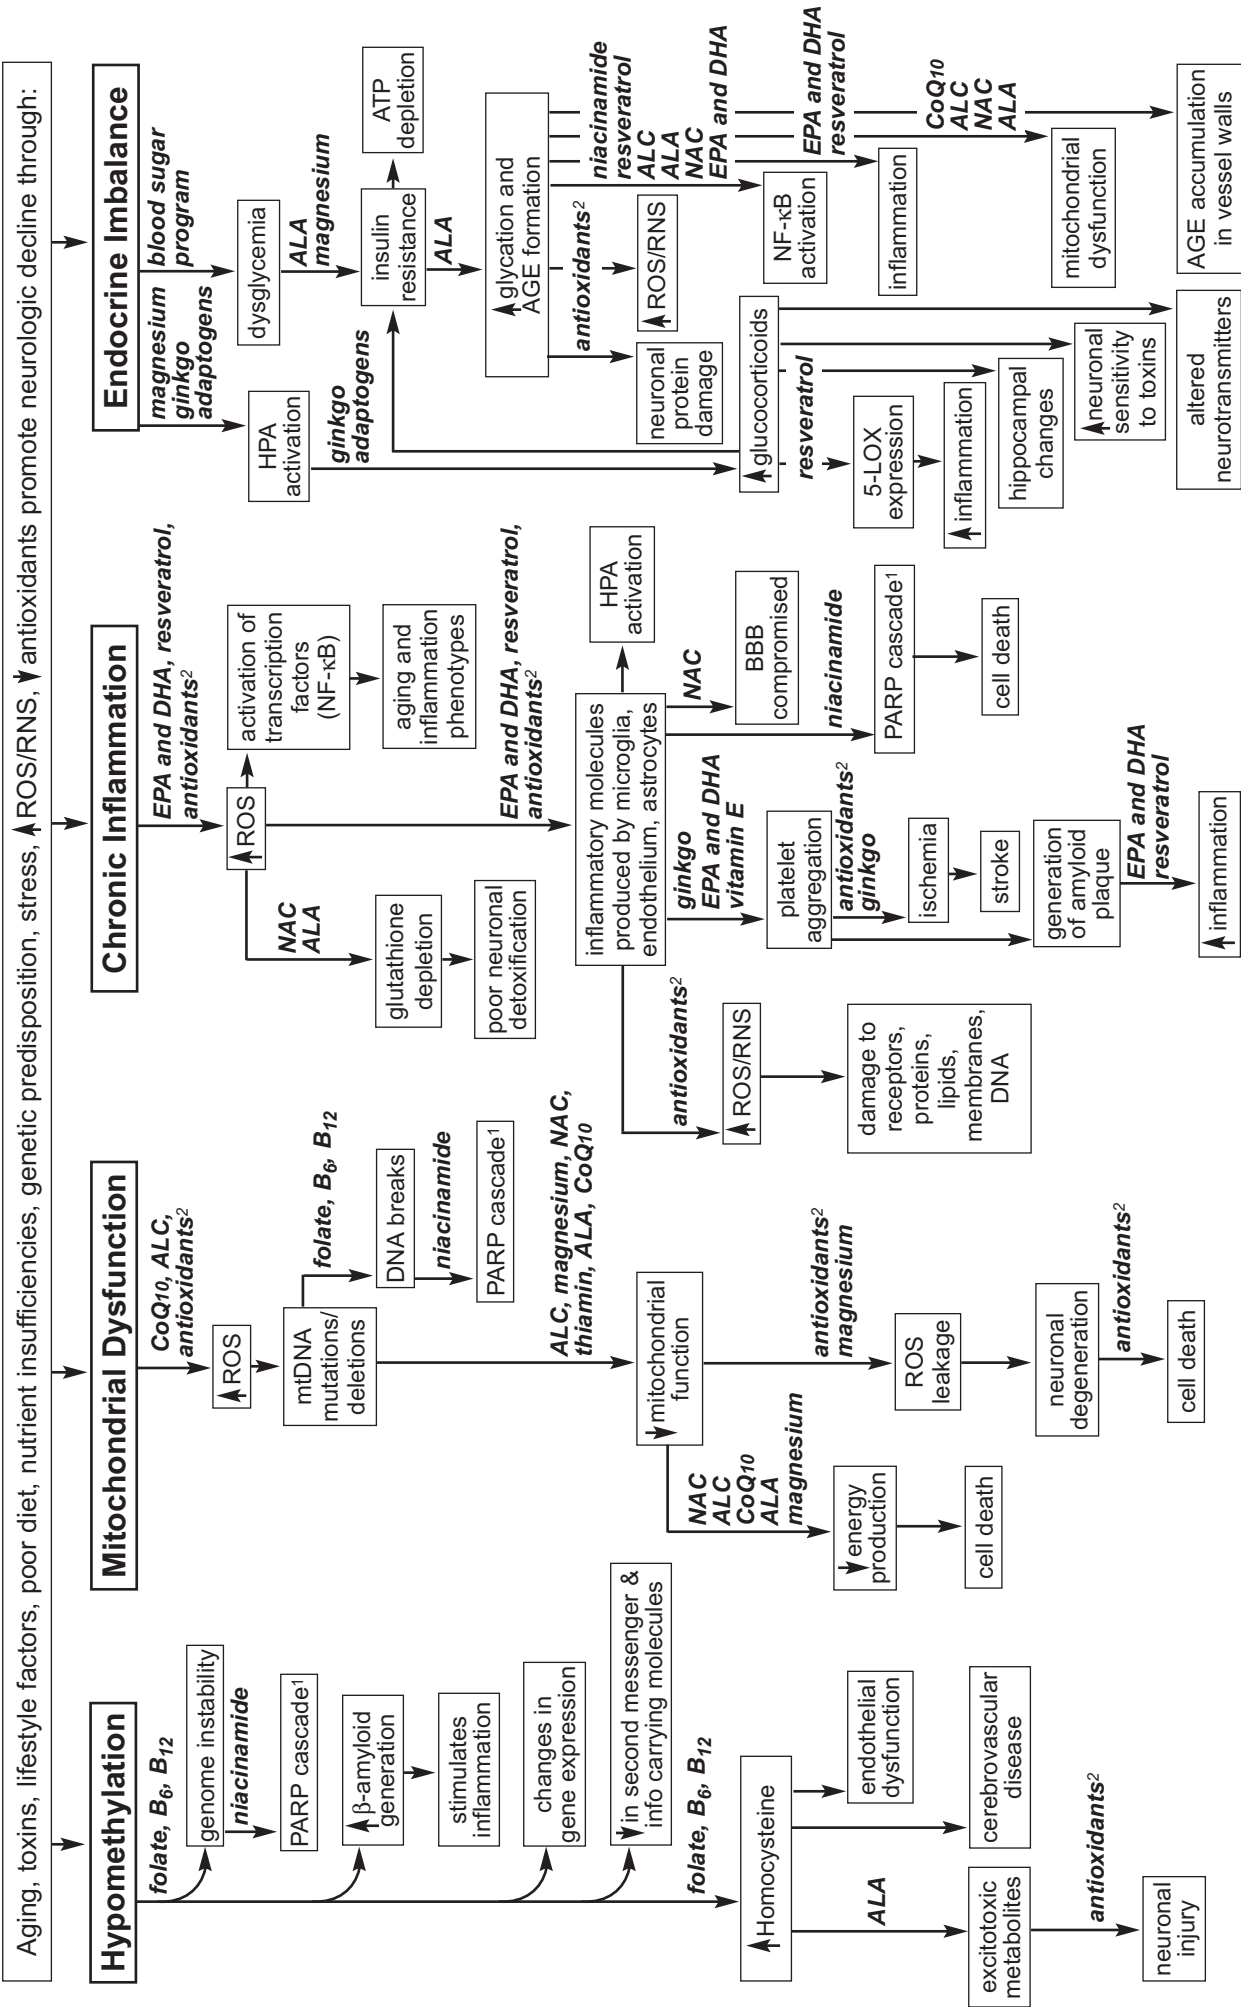 Aging, toxins, lifestyle factors, poor diet, nutrient insufficiencies, genetic predisposition, stress, ↑ROS/RNS, ↓antioxidants promote neurologic decline through:
Hypomethylation
folate, B6, B12
genome instability
niacinamide
PARP cascade1
↑β-amyloid
generation
stimulates
inflammation
changes in
gene expression
↓in second messenger &
info carrying molecules
folate, B6, B12
↑Homocysteine
endothelial
dysfunction
cerebrovascular
disease
ALA
excitotoxic
metabolites
antioxidants2
neuronal
injury
Mitochondrial Dysfunction
CoQ10, ALC,
antioxidants2
↑ROS
mtDNA
mutations/
deletions
folate, B6, B12
DNA breaks
niacinamide
PARP cascade1
ALC, magnesium, NAC,
thiamin, ALA, CoQ10
↓mitochondrial
function
NAC
ALC
CoQ10
ALA
magnesium
↓energy
production
cell death
antioxidants2
magnesium
ROS
leakage
neuronal
degeneration
antioxidants2
cell death
Chronic Inflammation
EPA and DHA, resveratrol,
antioxidants2
↑ROS
activation of
transcription
factors
(NF-κB)
aging and
inflammation
phenotypes
NAC
ALA
glutathione
depletion
poor neuronal
detoxification
EPA and DHA, resveratrol,
antioxidants2
inflammatory molecules
produced by microglia,
endothelium, astrocytes
HPA
activation
NAC
BBB
compromised
niacinamide
PARP cascade1
cell death
ginkgo
EPA and DHA
vitamin E
platelet
aggregation
antioxidants2
ginkgo
ischemia
stroke
generation
of amyloid
plaque
EPA and DHA
resveratrol
↑inflammation
antioxidants2
↑ROS/RNS
damage to
receptors,
proteins,
lipids,
membranes,
DNA
Endocrine Imbalance
magnesium
ginkgo
adaptogens
HPA
activation
ginkgo
adaptogens
blood sugar
program
dysglycemia
ALA
magnesium
insulin
resistance
ATP
depletion
ALA
↑glycation and
AGE formation
antioxidants2
neuronal
protein
damage
↑ROS/RNS
niacinamide
resveratrol
ALC
ALA
NAC
EPA and DHA
NF-κB
activation
EPA and DHA
resveratrol
inflammation
CoQ10
ALC
NAC
ALA
mitochondrial
dysfunction
AGE accumulation
in vessel walls
↑glucocorticoids
resveratrol
5-LOX
expression
↑inflammation
hippocampal
changes
↑neuronal
sensitivity
to toxins
altered
neurotransmitters